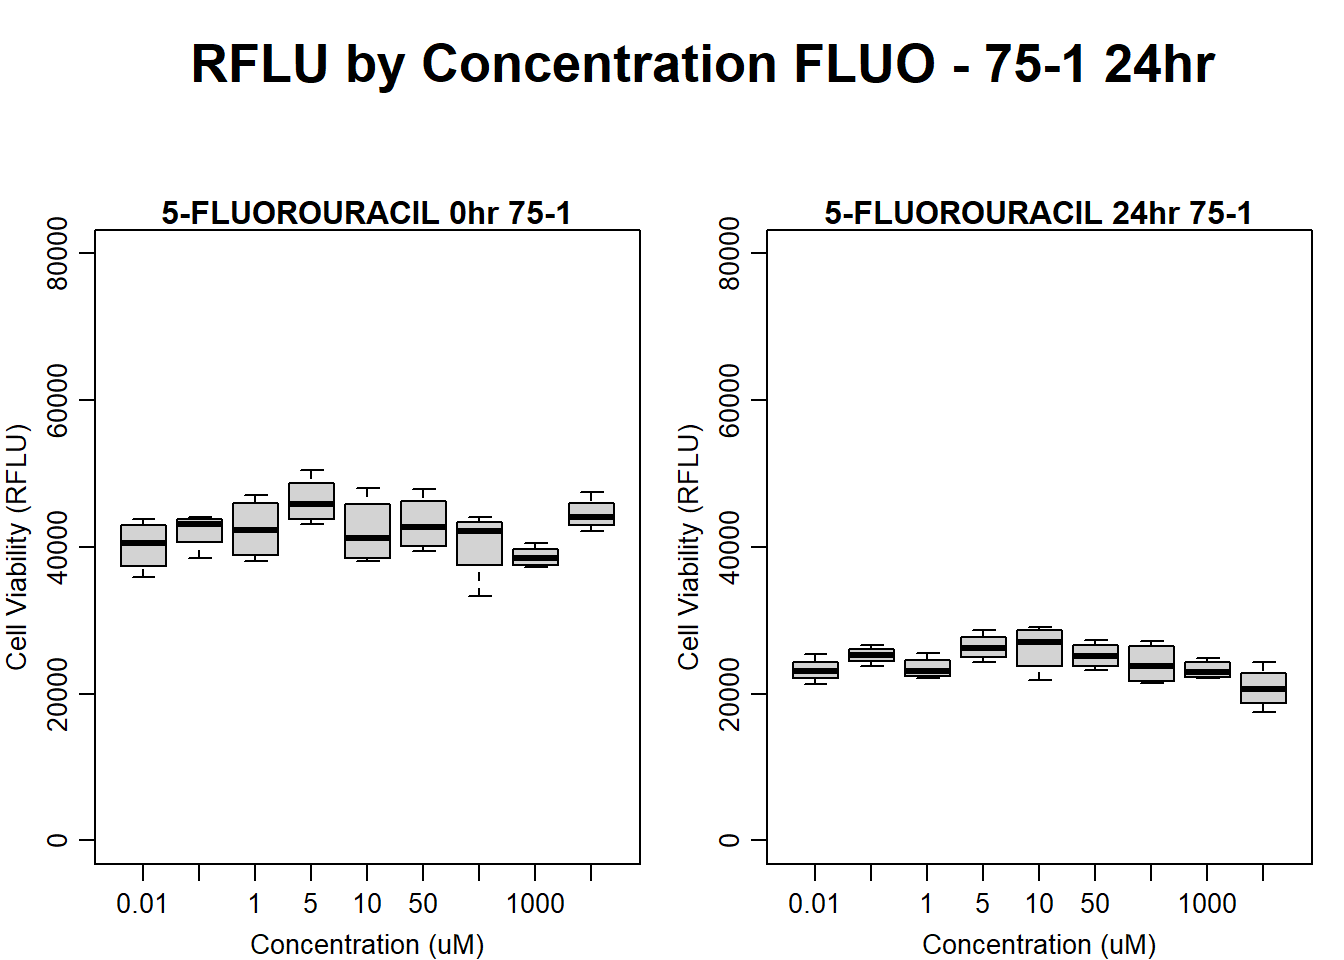 RFLU by Concentration FLUO - 75-1 24hr
5-FLUOROURACIL 0hr 75-1
80000
60000
40000
20000
0
Cell Viability (RFLU)
0.01 1 5 10 50 1000
Concentration (uM)
5-FLUOROURACIL 24hr 75-1
80000
60000
40000
20000
0
Cell Viability (RFLU)
0.01 1 5 10 50 1000
Concentration (uM)